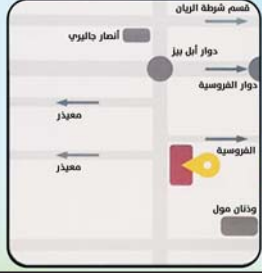 قسم شرطة الريان
أنصار جاليري
دوار أبل بيز
دوار الفروسية
معيذر
الفروسية
معيذر
وذنان مول